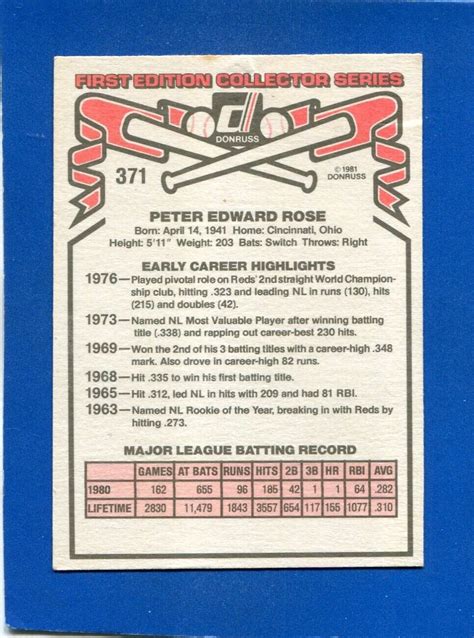 FIRST EDITION COLLECTOR SERIES
DONRUSS
371
©1981
DONRUSS
PETER EDWARD ROSE
Born: April 14, 1941 Home: Cincinnati, Ohio
Height: 5'11" Weight: 203 Bats: Switch Throws: Right
EARLY CAREER HIGHLIGHTS
1976—Played pivotal role on Reds' 2nd straight World Champion-
ship club, hitting .323 and leading NL in runs (130), hits
(215) and doubles (42).
1973—Named NL Most Valuable Player after winning batting
title (.338) and rapping out career-best 230 hits.
1969—Won the 2nd of his 3 batting titles with a career-high .348
mark. Also drove in career-high 82 runs.
1968—Hit .335 to win his first batting title.
1965—Hit .312, led NL in hits with 209 and had 81 RBI.
1963—Named NL Rookie of the Year, breaking in with Reds by
hitting .273.
MAJOR LEAGUE BATTING RECORD
GAMES AT BATS RUNS HITS 2B 3B HR RBI AVG
1980 162 655 96 185 42 1 1 64 .282
LIFETIME 2830 11,479 1843 3557 654 117 155 1077 .310